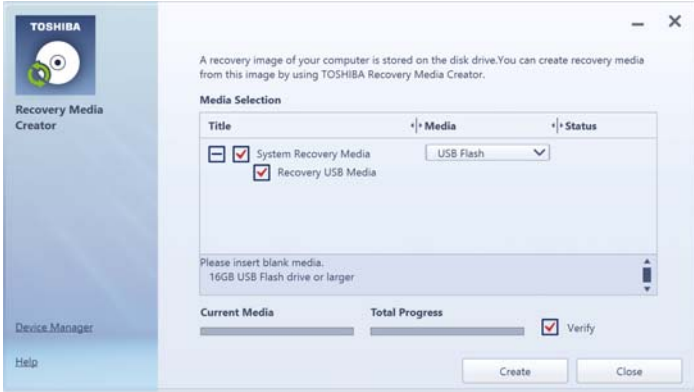 TOSHIBA
Recovery Media
Creator
Device Manager
Help
A recovery image of your computer is stored on the disk drive.You can create recovery media
from this image by using TOSHIBA Recovery Media Creator.
Media Selection
Title Media Status
System Recovery Media USB Flash
Recovery USB Media
Please insert blank media.
16GB USB Flash drive or larger
Current Media Total Progress
Verify
Create Close